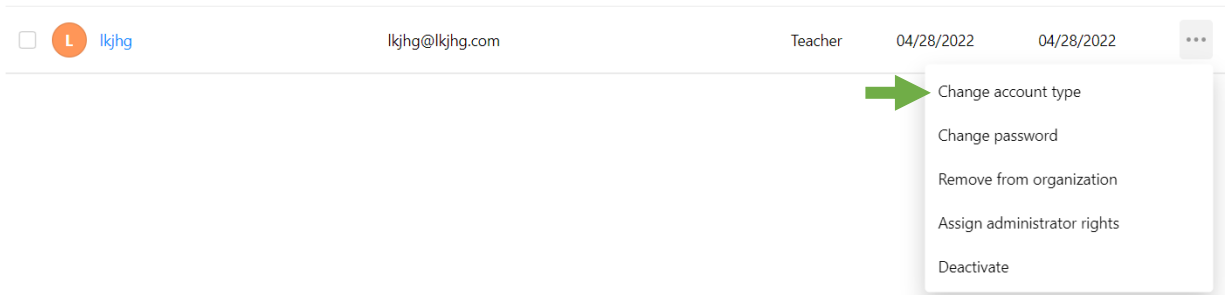 L lkjhg lkjhg@lkjhg.com Teacher 04/28/2022 04/28/2022
Change account type
Change password
Remove from organization
Assign administrator rights
Deactivate